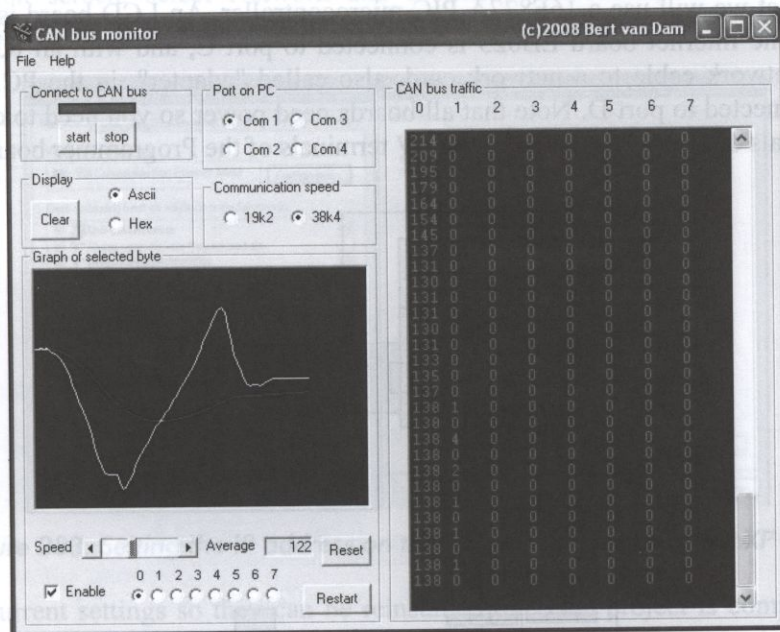 CAN bus monitor (c)2008 Bert van Dam
File Help
Connect to CAN bus
start stop
Port on PC
Com 1 Com 3
Com 2 Com 4
Display
Clear
Ascii
Hex
Communication speed
19k2 38k4
Graph of selected byte
Speed Average 122 Reset
0 1 2 3 4 5 6 7
Enable
Restart
CAN bus traffic
0 1 2 3 4 5 6 7
214 0 0 0 0 0 0 0
209 0 0 0 0 0 0 0
195 0 0 0 0 0 0 0
179 0 0 0 0 0 0 0
164 0 0 0 0 0 0 0
154 0 0 0 0 0 0 0
145 0 0 0 0 0 0 0
137 0 0 0 0 0 0 0
131 0 0 0 0 0 0 0
130 0 0 0 0 0 0 0
131 0 0 0 0 0 0 0
131 0 0 0 0 0 0 0
130 0 0 0 0 0 0 0
131 0 0 0 0 0 0 0
133 0 0 0 0 0 0 0
135 0 0 0 0 0 0 0
137 0 0 0 0 0 0 0
138 1 0 0 0 0 0 0
138 0 0 0 0 0 0 0
138 4 0 0 0 0 0 0
138 0 0 0 0 0 0 0
138 2 0 0 0 0 0 0
138 0 0 0 0 0 0 0
138 1 0 0 0 0 0 0
138 0 0 0 0 0 0 0
138 1 0 0 0 0 0 0
138 0 0 0 0 0 0 0
138 1 0 0 0 0 0 0
138 0 0 0 0 0 0 0